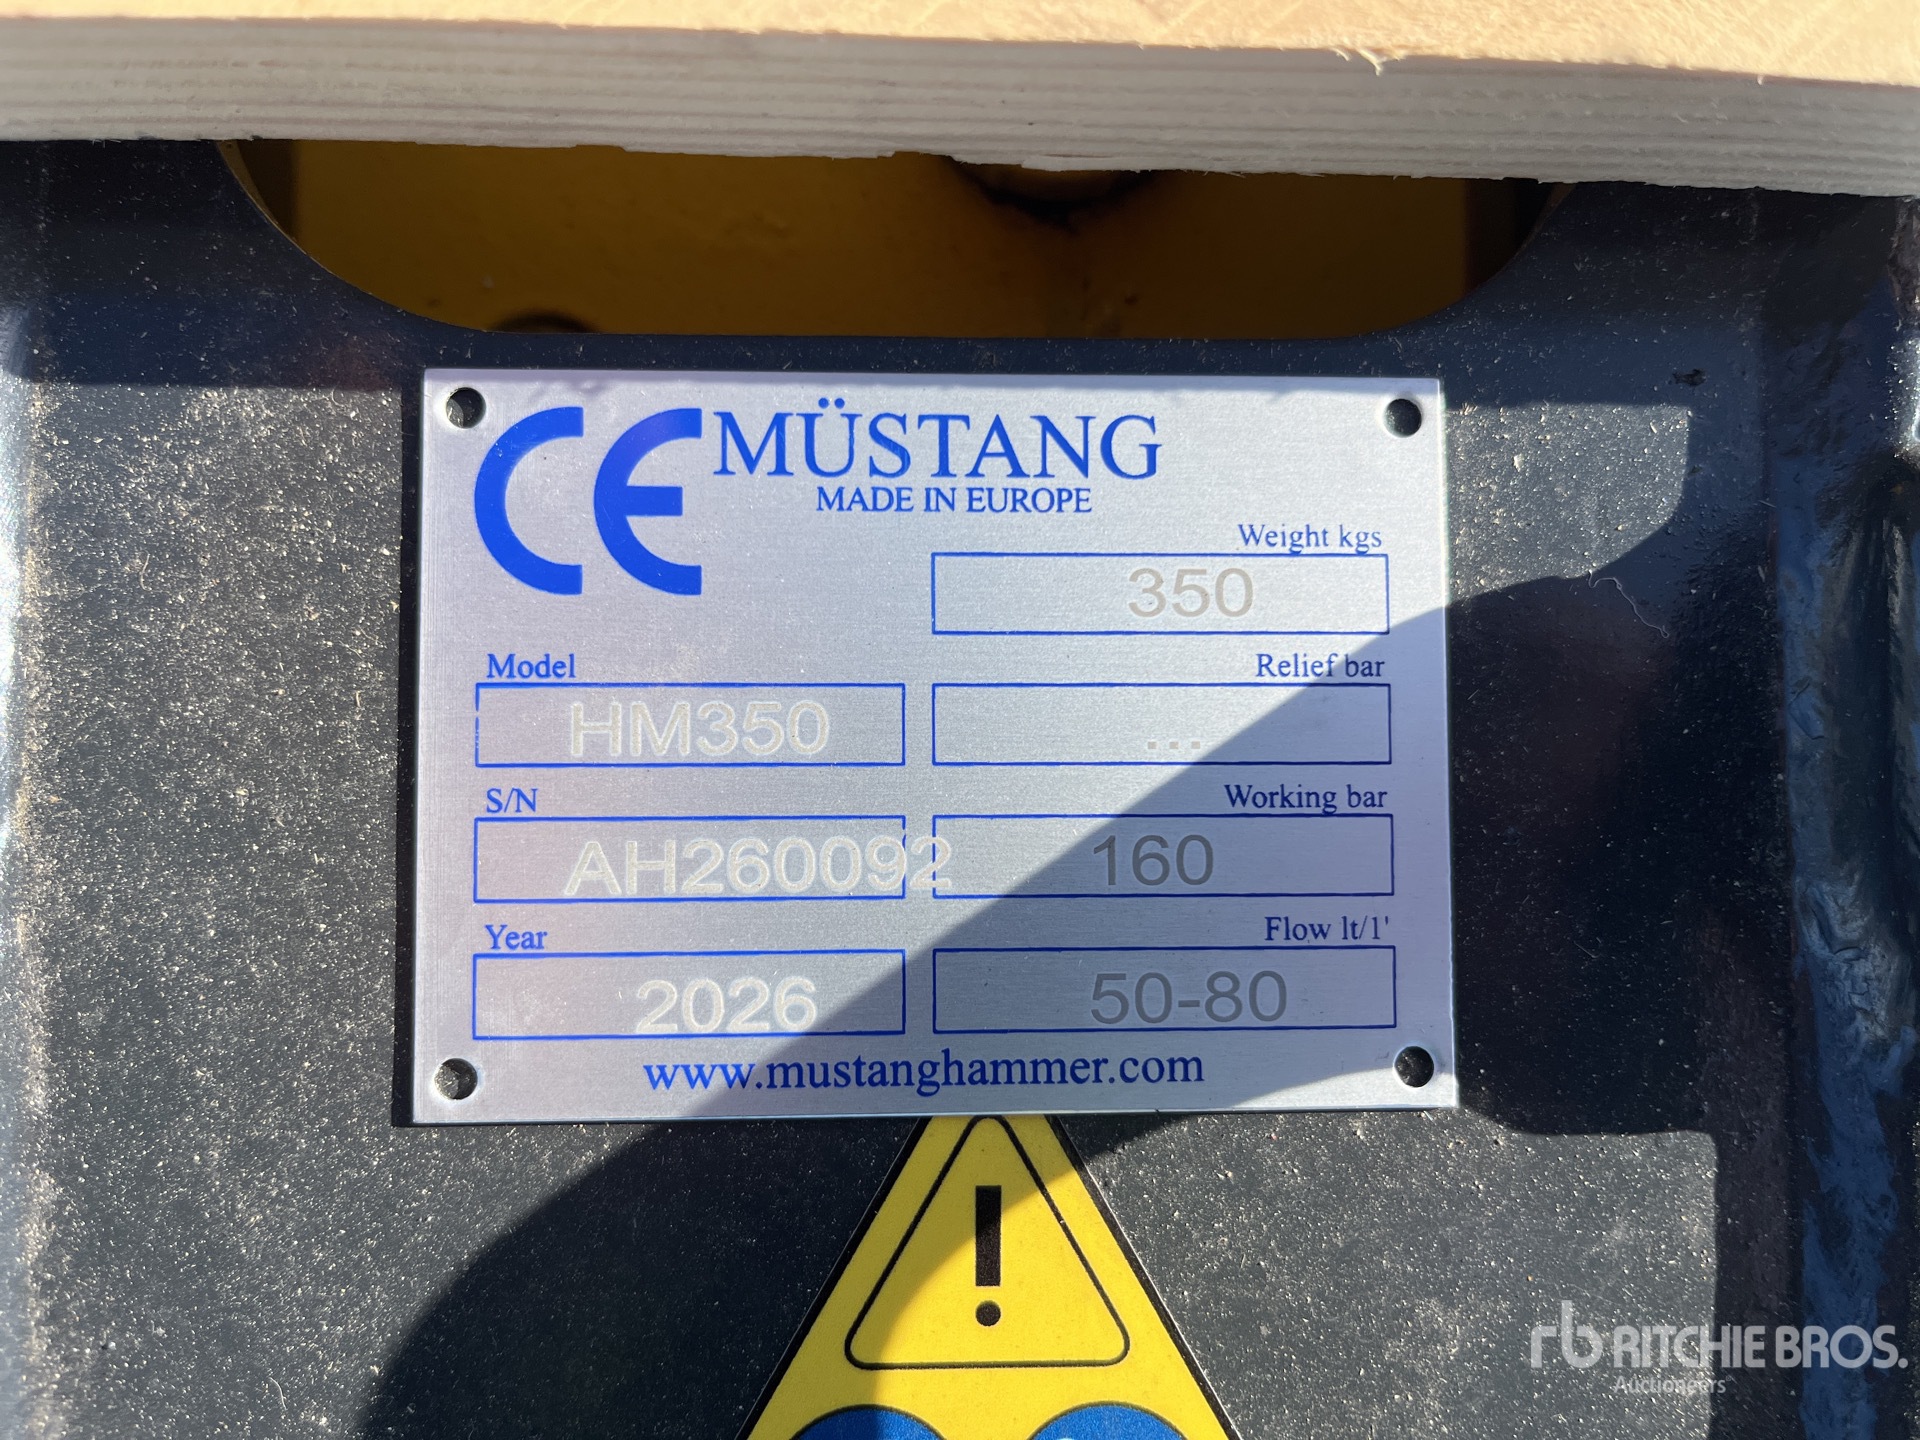 CE MÜSTANG
MADE IN EUROPE
Weight kgs
350
Model
HM350
Relief bar
...
S/N
AH260092
Working bar
160
Year
2026
Flow lt/1'
50-80
www.mustanghammer.com
!
rb RITCHIE BROS.
Auctioneers